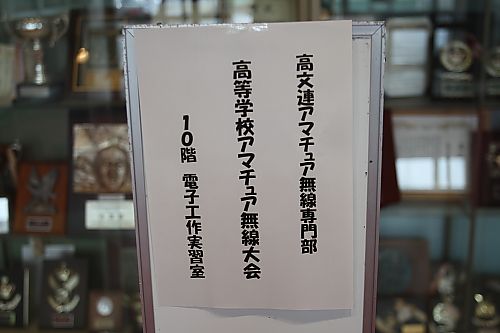 高文連アマチュア無線専門部
高等学校アマチュア無線大会
10階 電子工作実習室